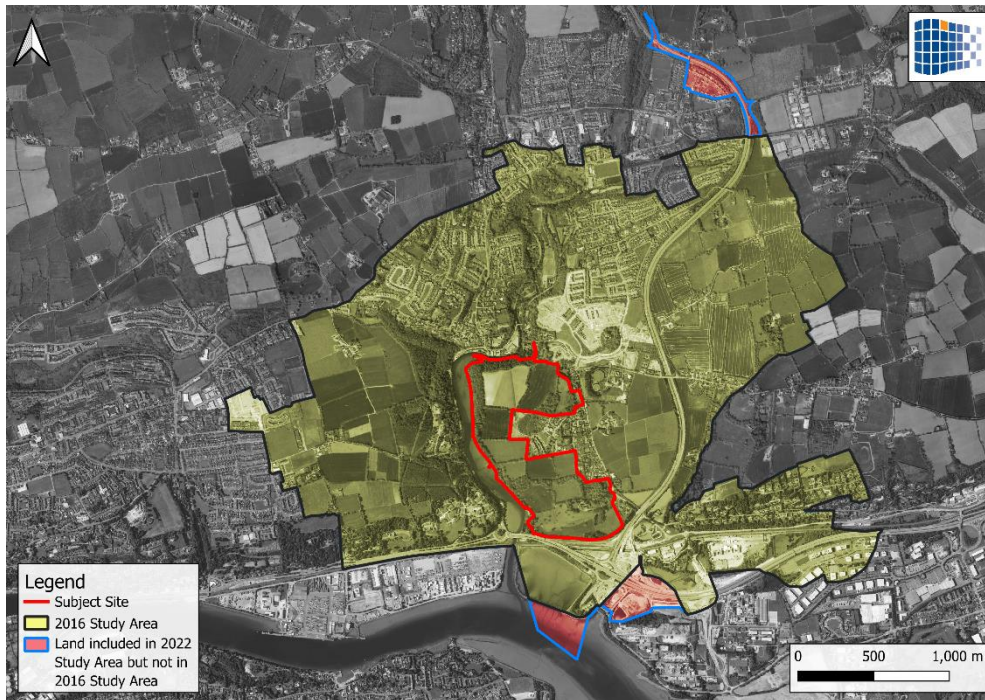 Legend
Subject Site
2016 Study Area
Land included in 2022
Study Area but not in
2016 Study Area
0 500 1,000 m